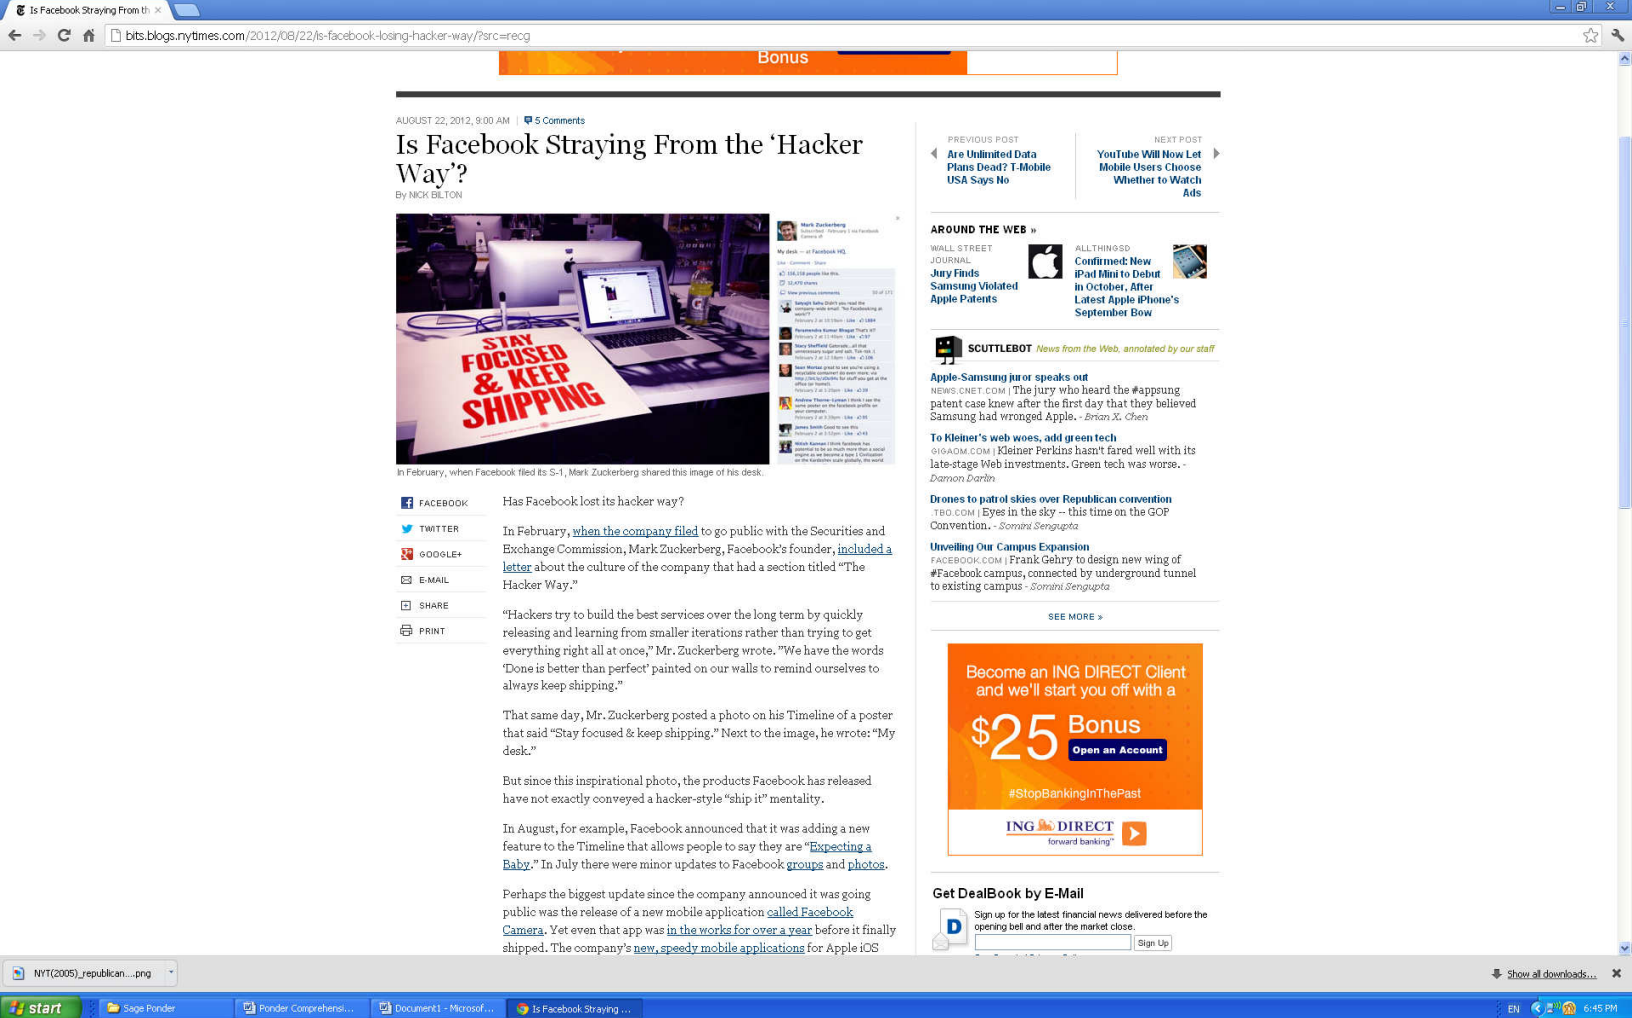 Is Facebook Straying From th
bits.blogs.nytimes.com/2012/08/22/is-facebook-losing-hacker-way/?src=recg
Bonus
AUGUST 22, 2012, 9:00 AM
5 Comments
Is Facebook Straying From the ‘Hacker
Way’?
By NICK BILTON
STAY
FOCUSED
& KEEP
SHIPPING
Mark Zuckerberg
My desk — at Facebook HQ.
Like · Comment · Share
In February, when Facebook filed its S-1, Mark Zuckerberg shared this image of his desk.
FACEBOOK
TWITTER
GOOGLE+
E-MAIL
SHARE
PRINT
Has Facebook lost its hacker way?
In February, when the company filed to go public with the Securities and
Exchange Commission, Mark Zuckerberg, Facebook’s founder, included a
letter about the culture of the company that had a section titled “The
Hacker Way.”
“Hackers try to build the best services over the long term by quickly
releasing and learning from smaller iterations rather than trying to get
everything right all at once,” Mr. Zuckerberg wrote. ”We have the words
‘Done is better than perfect’ painted on our walls to remind ourselves to
always keep shipping.”
That same day, Mr. Zuckerberg posted a photo on his Timeline of a poster
that said “Stay focused & keep shipping.” Next to the image, he wrote: “My
desk.”
But since this inspirational photo, the products Facebook has released
have not exactly conveyed a hacker-style “ship it” mentality.
In August, for example, Facebook announced that it was adding a new
feature to the Timeline that allows people to say they are “Expecting a
Baby.” In July there were minor updates to Facebook groups and photos.
Perhaps the biggest update since the company announced it was going
public was the release of a new mobile application called Facebook
Camera. Yet even that app was in the works for over a year before it finally
shipped. The company’s new, speedy mobile applications for Apple iOS
PREVIOUS POST
Are Unlimited Data
Plans Dead? T-Mobile
USA Says No
NEXT POST
YouTube Will Now Let
Mobile Users Choose
Whether to Watch
Ads
AROUND THE WEB »
WALL STREET
JOURNAL
Jury Finds
Samsung Violated
Apple Patents
ALLTHINGSD
Confirmed: New
iPad Mini to Debut
in October, After
Latest Apple iPhone's
September Bow
SCUTTLEBOT News from the Web, annotated by our staff
Apple-Samsung juror speaks out
NEWS.CNET.COM | The jury who heard the #appsung
patent case knew after the first day that they believed
Samsung had wronged Apple. - Brian X. Chen
To Kleiner's web woes, add green tech
GIGAOM.COM | Kleiner Perkins hasn't fared well with its
late-stage Web investments. Green tech was worse. -
Damon Darlin
Drones to patrol skies over Republican convention
.TBO.COM | Eyes in the sky -- this time on the GOP
Convention. - Somini Sengupta
Unveiling Our Campus Expansion
FACEBOOK.COM | Frank Gehry to design new wing of
#Facebook campus, connected by underground tunnel
to existing campus - Somini Sengupta
SEE MORE »
Become an ING DIRECT Client
and we'll start you off with a
$25 Bonus
Open an Account
#StopBankingInThePast
ING DIRECT
forward banking™
Get DealBook by E-Mail
D
Sign up for the latest financial news delivered before the
opening bell and after the market close.
Sign Up
NYT(2005)_republican....png
Show all downloads...
start
Sage Ponder
Ponder Comprehensi...
Document1 - Microsof...
Is Facebook Straying ...
EN
6:45 PM